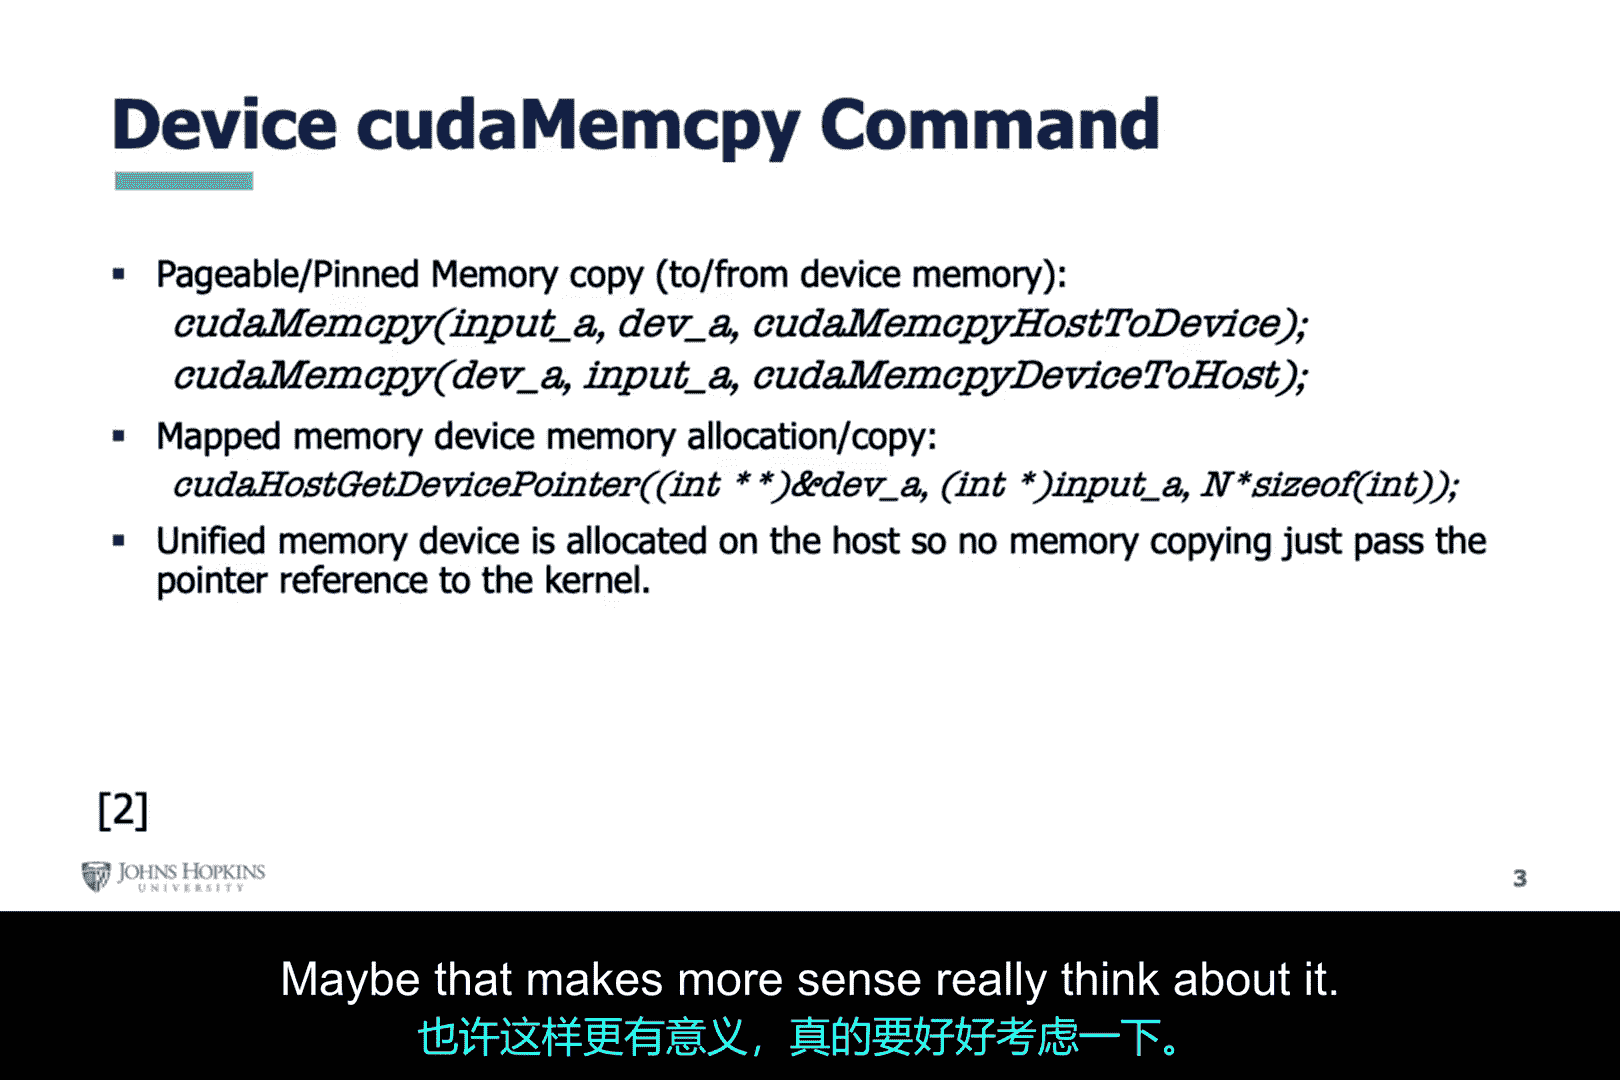 Device cudaMemcpy Command
▪ Pageable/Pinned Memory copy (to/from device memory):
cudaMemcpy(input_a, dev_a, cudaMemcpyHostToDevice);
cudaMemcpy(dev_a, input_a, cudaMemcpyDeviceToHost);
▪ Mapped memory device memory allocation/copy:
cudaHostGetDevicePointer((int **)&dev_a, (int *)input_a, N*sizeof(int));
▪ Unified memory device is allocated on the host so no memory copying just pass the
pointer reference to the kernel.
[2]
JOHNS HOPKINS
UNIVERSITY
3
Maybe that makes more sense really think about it.
也许这样更有意义，真的要好好考虑一下。